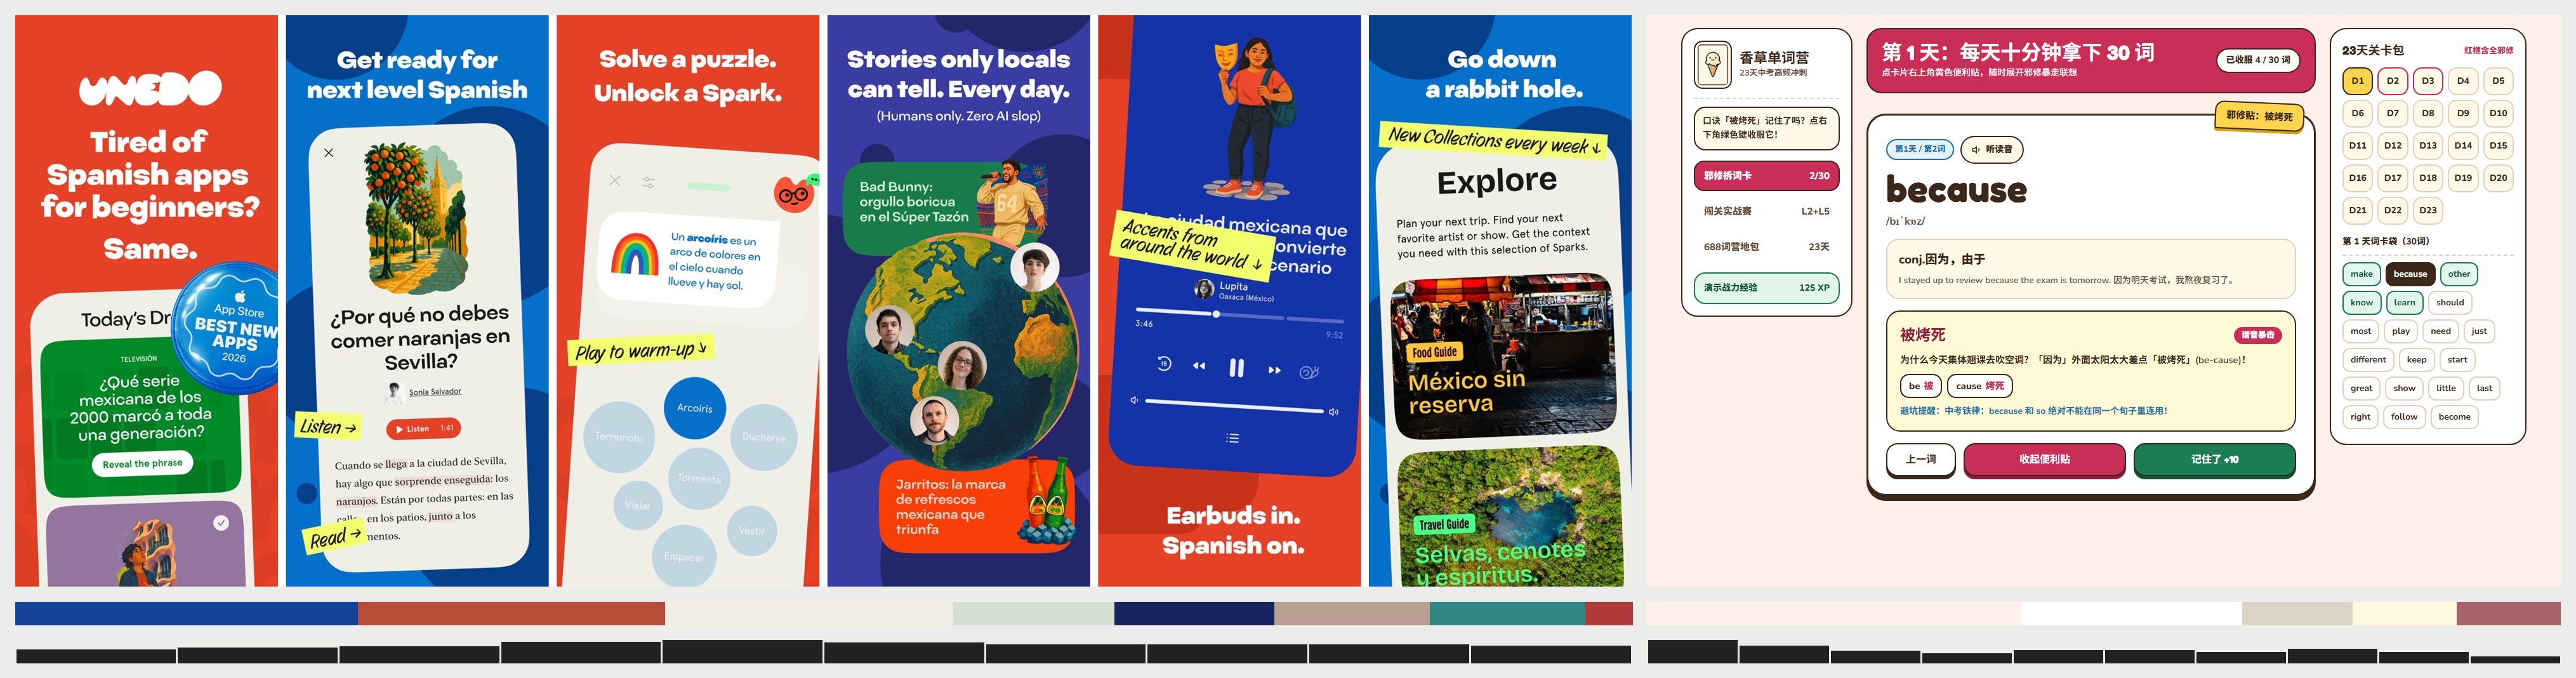 UNEDO
Tired of
Spanish apps
for beginners?
Same.
Today's Dr
App Store
BEST NEW
APPS
2026
TELEVISIÓN
¿Qué serie
mexicana de los
2000 marcó a toda
una generación?
Reveal the phrase
Get ready for
next level Spanish
¿Por qué no debes
comer naranjas en
Sevilla?
Sonia Salvador
Listen 1:41
Listen →
Cuando se llega a la ciudad de Sevilla,
hay algo que sorprende enseguida: los
naranjos. Están por todas partes: en las
en los patios, junto a los
mentos.
Read →
Solve a puzzle.
Unlock a Spark.
Un arcoíris es un
arco de colores en
el cielo cuando
llueve y hay sol.
Play to warm-up ↘
Arcoíris
Terremoto
Ducharse
Tormenta
Viajar
Vestir
Empacar
Stories only locals
can tell. Every day.
(Humans only. Zero AI slop)
Bad Bunny:
orgullo boricua
en el Súper Tazón
64
Jarritos: la marca
de refrescos
mexicana que
triunfa
ciudad mexicana que
onvierte
cenario
Accents from
around the world ↓
Lupita
Oaxaca (México)
3:46
9:52
15
Earbuds in.
Spanish on.
Go down
a rabbit hole.
New Collections every week ↓
Explore
Plan your next trip. Find your next
favorite artist or show. Get the context
you need with this selection of Sparks.
Food Guide
México sin
reserva
Travel Guide
Selvas, cenotes
y espíritus.
香草单词营
23天中考高频冲刺
口诀「被烤死」记住了吗？点右
下角绿色键收服它！
邪修拆词卡 2/30
闯关实战赛 L2+L5
688词营地包 23天
演示战力经验 125 XP
第 1 天：每天十分钟拿下 30 词
点卡片右上角黄色便利贴，随时展开邪修暴走联想
已收服 4 / 30 词
邪修贴：被烤死
第1天 / 第2词
听读音
because
/bɪˈkɒz/
conj.因为，由于
I stayed up to review because the exam is tomorrow. 因为明天考试，我熬夜复习了。
被烤死
谐音暴击
为什么今天集体翘课去吹空调？「因为」外面太阳太大差点「被烤死」(be-cause)！
be 被
cause 烤死
避坑提醒：中考铁律：because 和 so 绝对不能在同一个句子里连用！
上一词
收起便利贴
记住了 +10
23天关卡包
红框含全邪修
D1 D2 D3 D4 D5
D6 D7 D8 D9 D10
D11 D12 D13 D14 D15
D16 D17 D18 D19 D20
D21 D22 D23
第 1 天词卡袋（30词）
make because other
know learn should
most play need just
different keep start
great show little last
right follow become